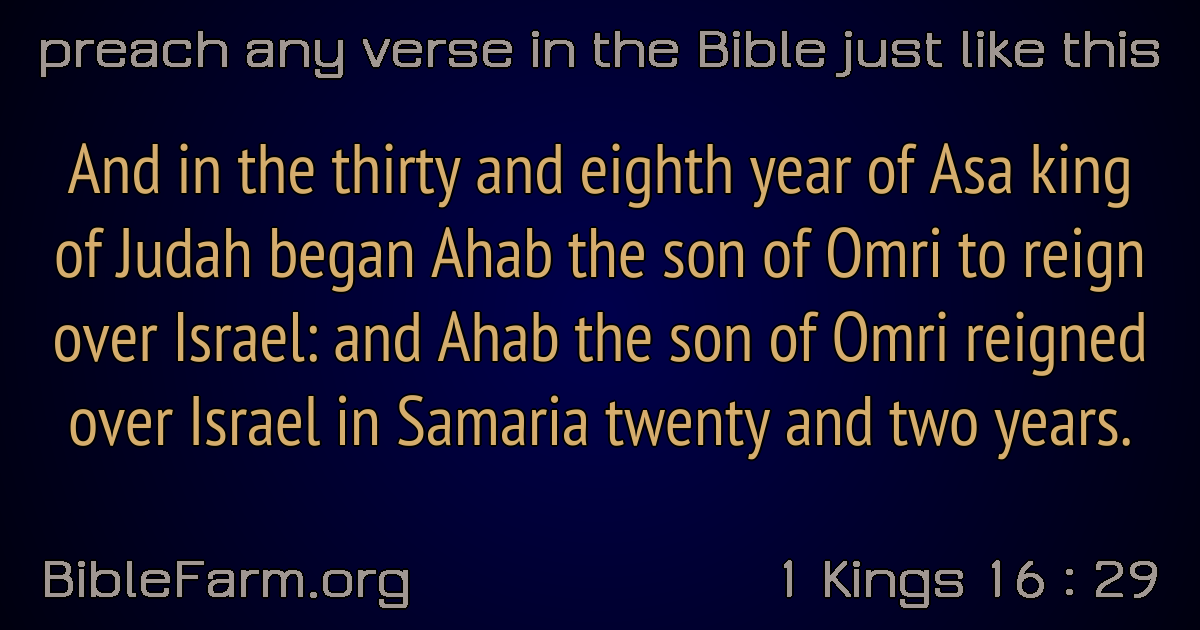 preach any verse in the Bible just like this
And in the thirty and eighth year of Asa king
of Judah began Ahab the son of Omri to reign
over Israel: and Ahab the son of Omri reigned
over Israel in Samaria twenty and two years.
BibleFarm.org
1 Kings 16 : 29